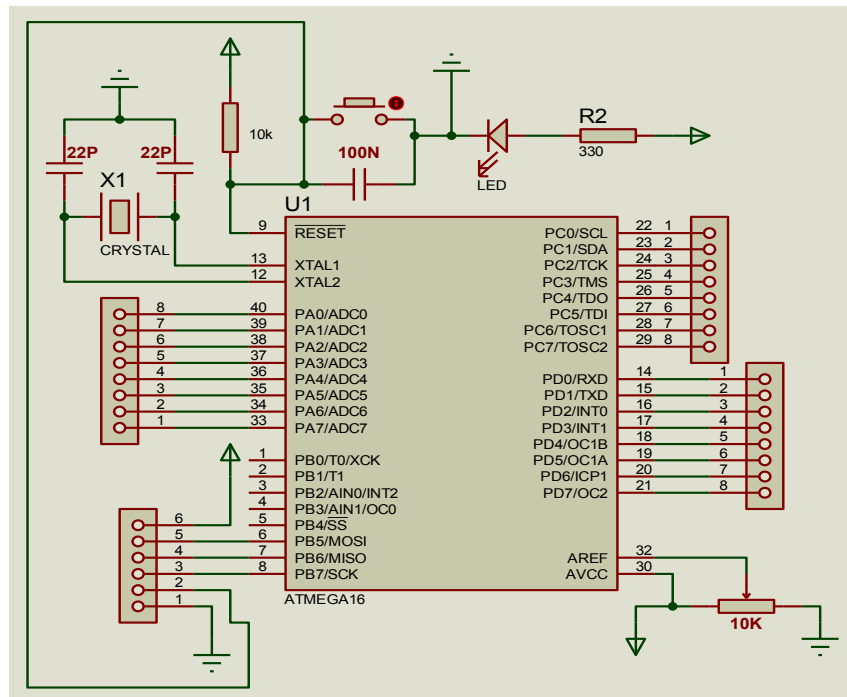 R2
10k
330
100N
LED
22P 22P
X1
CRYSTAL
U1
9 RESET
13 XTAL1
12 XTAL2
8 40 PA0/ADC0
7 39 PA1/ADC1
6 38 PA2/ADC2
5 37 PA3/ADC3
4 36 PA4/ADC4
3 35 PA5/ADC5
2 34 PA6/ADC6
1 33 PA7/ADC7
1 PB0/T0/XCK
2 PB1/T1
3 PB2/AIN0/INT2
4 PB3/AIN1/OC0
6 5 PB4/SS
5 6 PB5/MOSI
4 7 PB6/MISO
3 8 PB7/SCK
2
1
ATMEGA16
PC0/SCL 22 1
PC1/SDA 23 2
PC2/TCK 24 3
PC3/TMS 25 4
PC4/TDO 26 5
PC5/TDI 27 6
PC6/TOSC1 28 7
PC7/TOSC2 29 8
PD0/RXD 14 1
PD1/TXD 15 2
PD2/INT0 16 3
PD3/INT1 17 4
PD4/OC1B 18 5
PD5/OC1A 19 6
PD6/ICP1 20 7
PD7/OC2 21 8
AREF 32
AVCC 30
10K